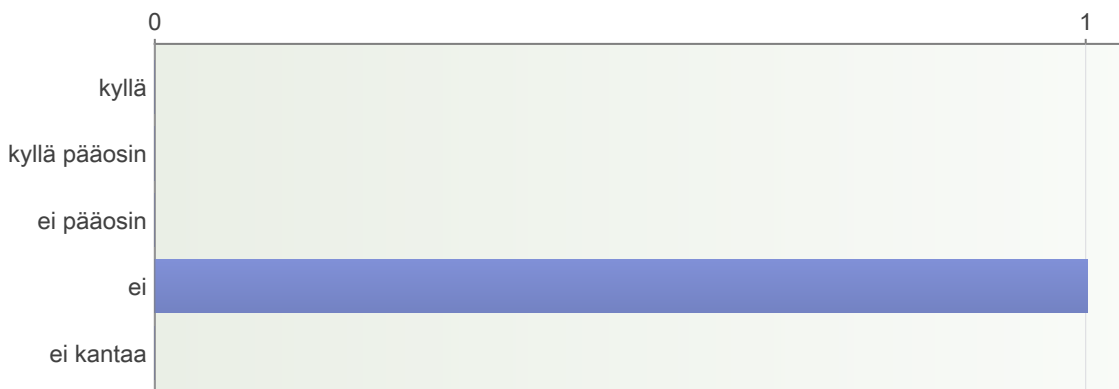 0 1
kyllä
kyllä pääosin
ei pääosin
ei
ei kantaa